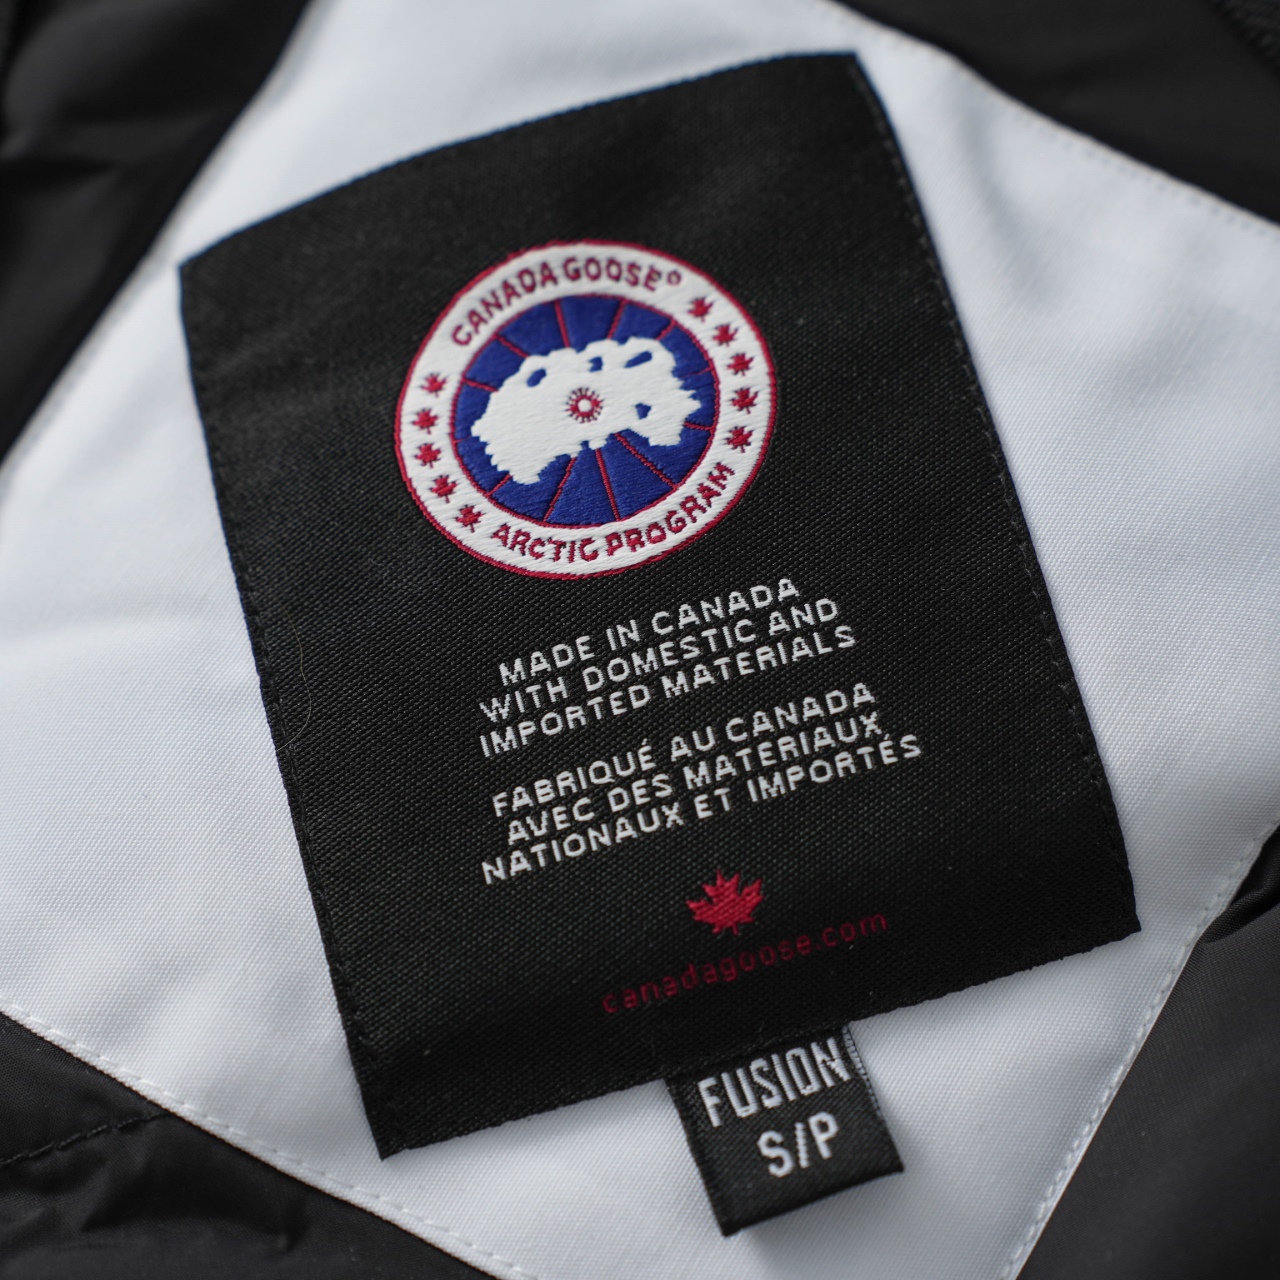 CANADA GOOSE®
ARCTIC PROGRAM
MADE IN CANADA
WITH DOMESTIC AND
IMPORTED MATERIALS
FABRIQUÉ AU CANADA
AVEC DES MATERIAUX
NATIONAUX ET IMPORTÉS
canadagoose.com
FUSION
S/P